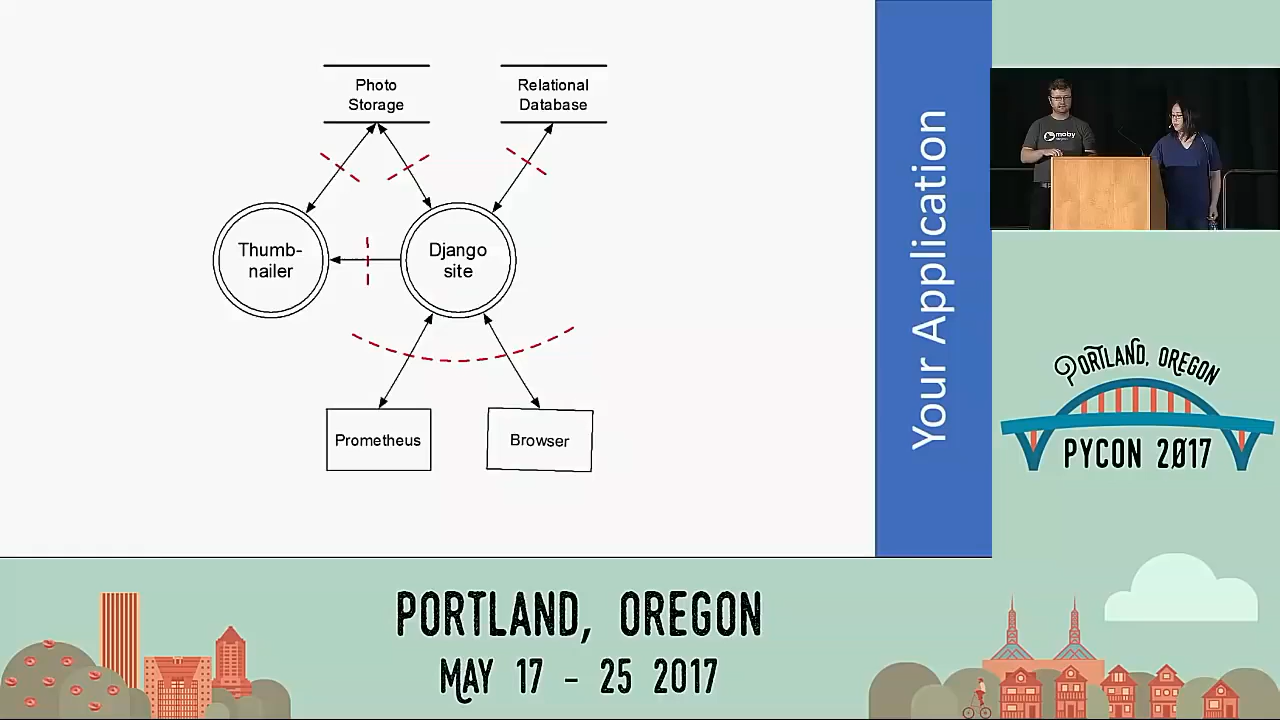 Photo
Storage
Relational
Database
Thumb-
nailer
Django
site
Prometheus
Browser
Your Application
moby
PORTLAND, OREGON
PYCON 2017
PORTLAND, OREGON
MAY 17 - 25 2017